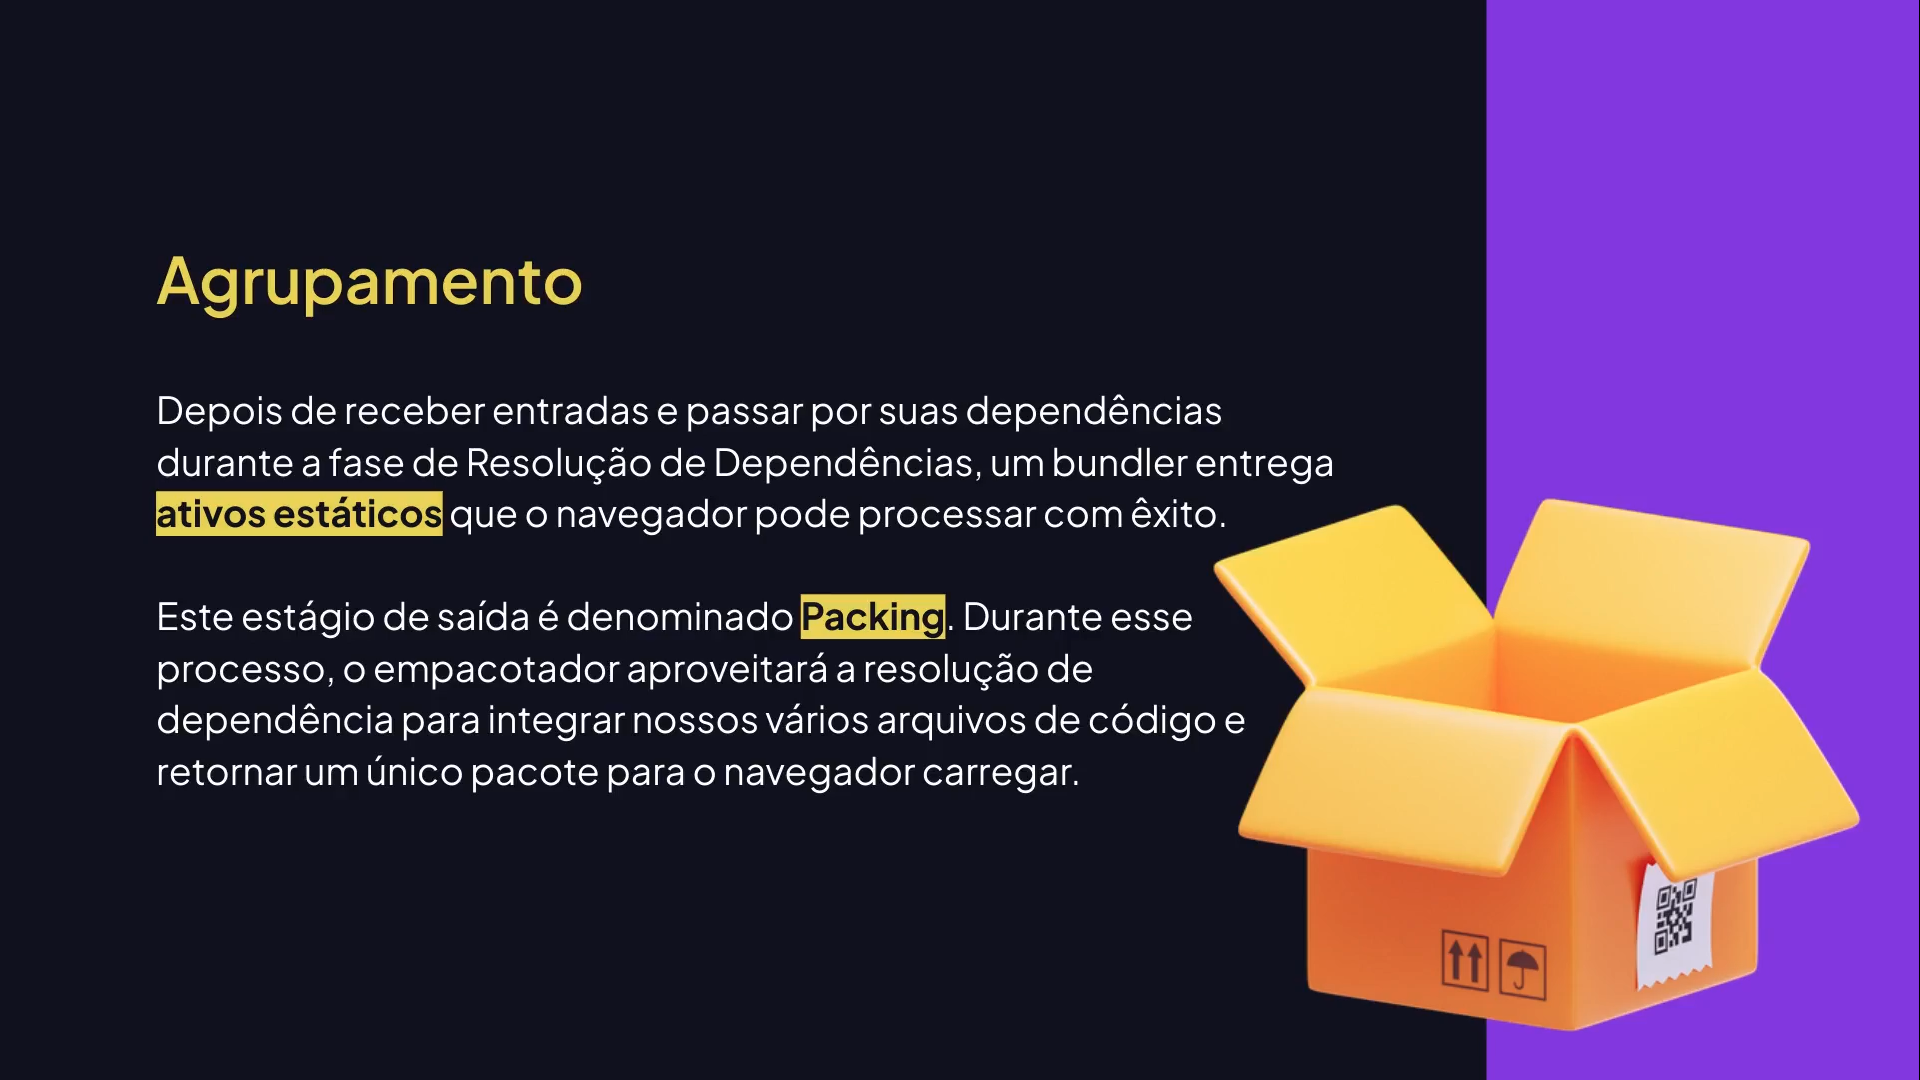 Agrupamento
Depois de receber entradas e passar por suas dependências
durante a fase de Resolução de Dependências, um bundler entrega
ativos estáticos que o navegador pode processar com êxito.
Este estágio de saída é denominado Packing. Durante esse
processo, o empacotador aproveitará a resolução de
dependência para integrar nossos vários arquivos de código e
retornar um único pacote para o navegador carregar.